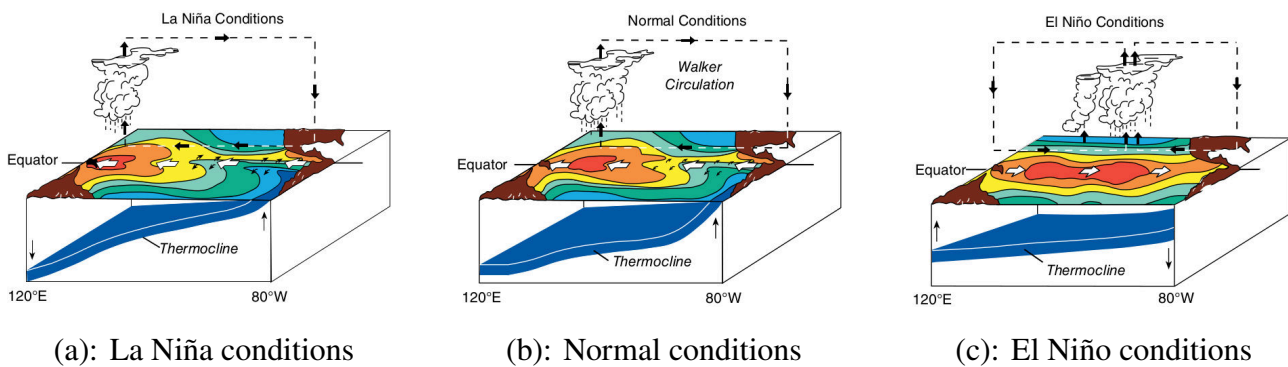 La Niña Conditions
Equator
Thermocline
120°E
80°W
(a): La Niña conditions
Normal Conditions
Walker
Circulation
Equator
Thermocline
120°E
80°W
(b): Normal conditions
El Niño Conditions
Equator
Thermocline
120°E
80°W
(c): El Niño conditions